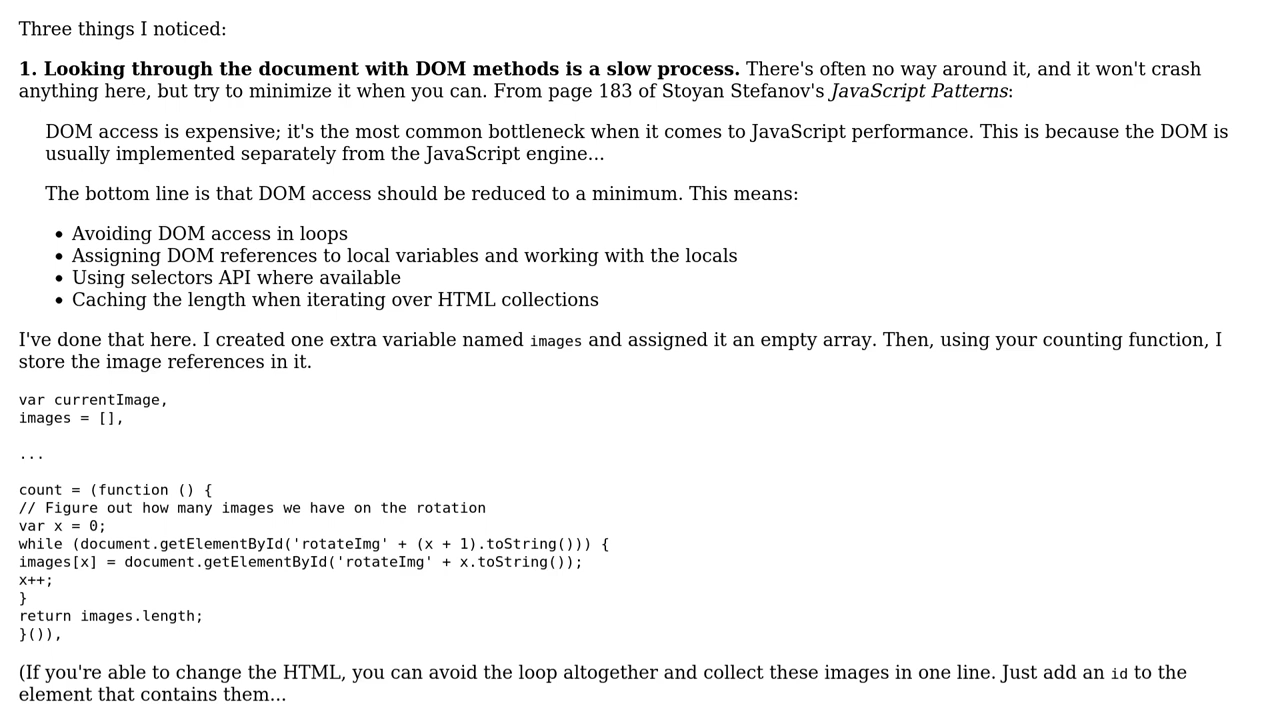 Three things I noticed:
1. Looking through the document with DOM methods is a slow process. There's often no way around it, and it won't crash
anything here, but try to minimize it when you can. From page 183 of Stoyan Stefanov's JavaScript Patterns:
DOM access is expensive; it's the most common bottleneck when it comes to JavaScript performance. This is because the DOM is
usually implemented separately from the JavaScript engine...
The bottom line is that DOM access should be reduced to a minimum. This means:
• Avoiding DOM access in loops
• Assigning DOM references to local variables and working with the locals
• Using selectors API where available
• Caching the length when iterating over HTML collections
I've done that here. I created one extra variable named images and assigned it an empty array. Then, using your counting function, I
store the image references in it.
var currentImage,
images = [],
...
count = (function () {
// Figure out how many images we have on the rotation
var x = 0;
while (document.getElementById('rotateImg' + (x + 1).toString())) {
images[x] = document.getElementById('rotateImg' + x.toString());
x++;
}
return images.length;
}()),
(If you're able to change the HTML, you can avoid the loop altogether and collect these images in one line. Just add an id to the
element that contains them...